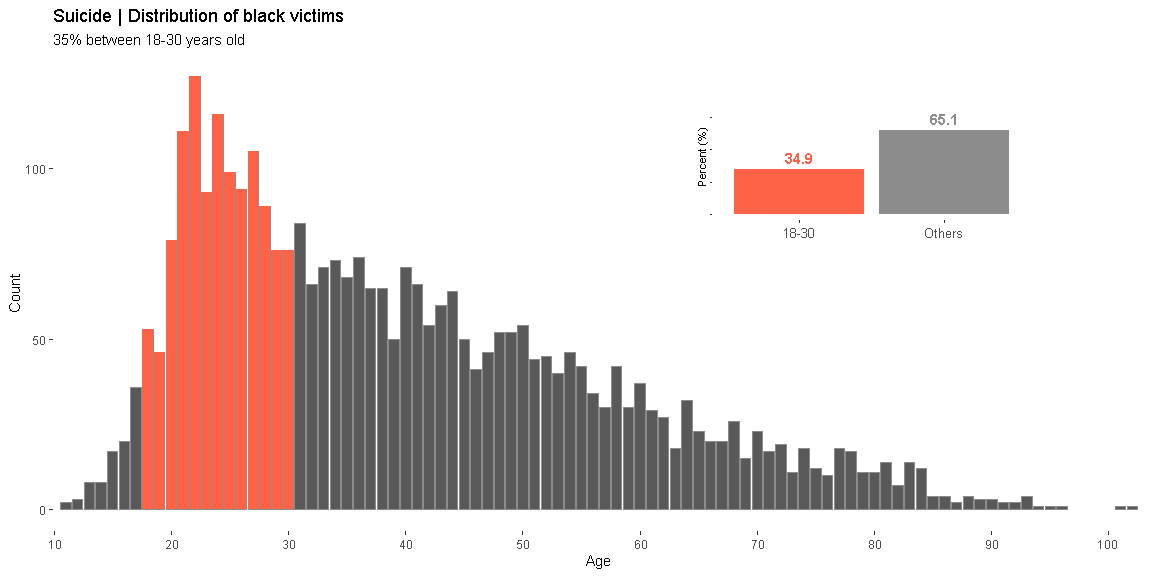 Suicide | Distribution of black victims
35% between 18-30 years old
Count
100
50
0
10 20 30 40 50 60 70 80 90 100
Age
Percent (%)
34.9
65.1
18-30 Others